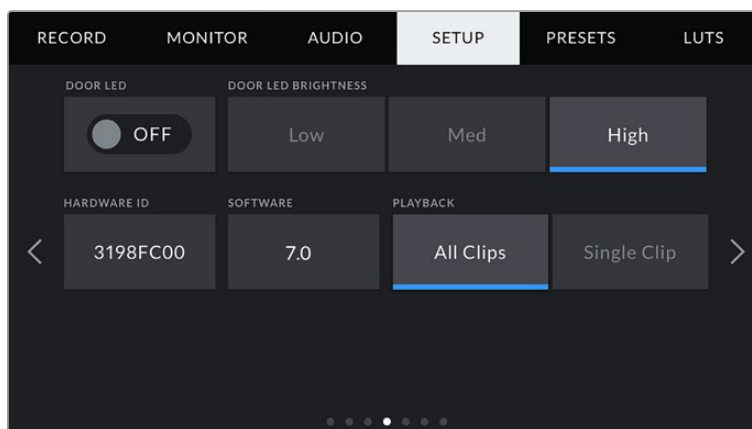 RECORD MONITOR AUDIO SETUP PRESETS LUTS
DOOR LED DOOR LED BRIGHTNESS
OFF Low Med High
HARDWARE ID SOFTWARE PLAYBACK
3198FC00 7.0 All Clips Single Clip